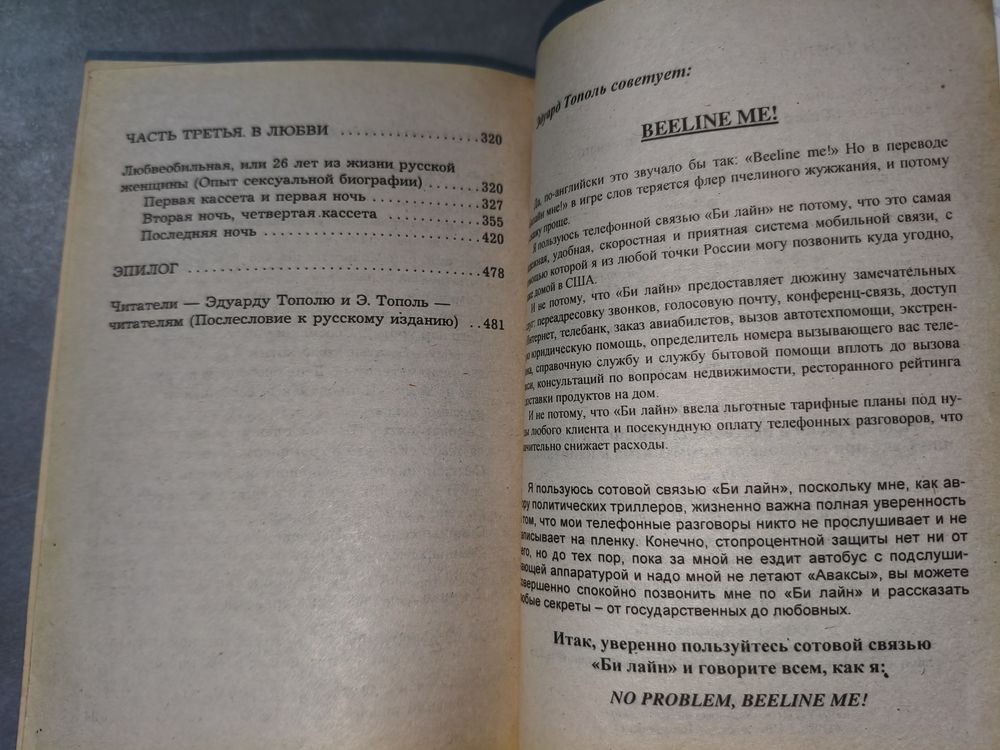 ЧАСТЬ ТРЕТЬЯ. В ЛЮБВИ ..................... 320
Любвеобильная, или 26 лет из жизни русской
женщины (Опыт сексуальной биографии) .......... 320
Первая кассета и первая ночь ................ 327
Вторая ночь, четвертая кассета .............. 355
Последняя ночь .............................. 420
ЭПИЛОГ ...................................... 478
Читатели — Эдуарду Тополю и Э. Тополь —
читателям (Послесловие к русскому изданию) .. 481
Эдуард Тополь советует:
BEELINE ME!
Да, по-английски это звучало бы так: «Beeline me!» Но в переводе
мне!» в игре слов теряется флер пчелиного жужжания, и потому
проще.
Я пользуюсь телефонной связью «Би лайн» не потому, что это самая
удобная, скоростная и приятная система мобильной связи, с
которой я из любой точки России могу позвонить куда угодно,
домой в США.
И не потому, что «Би лайн» предоставляет дюжину замечательных
переадресовку звонков, голосовую почту, конференц-связь, доступ
Интернет, телебанк, заказ авиабилетов, вызов автотехпомощи, экстрен-
юридическую помощь, определитель номера вызывающего вас теле-
справочную службу и службу бытовой помощи вплоть до вызова
консультаций по вопросам недвижимости, ресторанного рейтинга
доставки продуктов на дом.
И не потому, что «Би лайн» ввела льготные тарифные планы под ну-
любого клиента и посекундную оплату телефонных разговоров, что
снижает расходы.
Я пользуюсь сотовой связью «Би лайн», поскольку мне, как ав-
тору политических триллеров, жизненно важна полная уверенность
в том, что мои телефонные разговоры никто не прослушивает и не
записывает на пленку. Конечно, стопроцентной защиты нет ни от
чего, но до тех пор, пока за мной не ездит автобус с подслуши-
вающей аппаратурой и надо мной не летают «Аваксы», вы можете
совершенно спокойно позвонить мне по «Би лайн» и рассказать
любые секреты – от государственных до любовных.
Итак, уверенно пользуйтесь сотовой связью
«Би лайн» и говорите всем, как я:
NO PROBLEM, BEELINE ME!